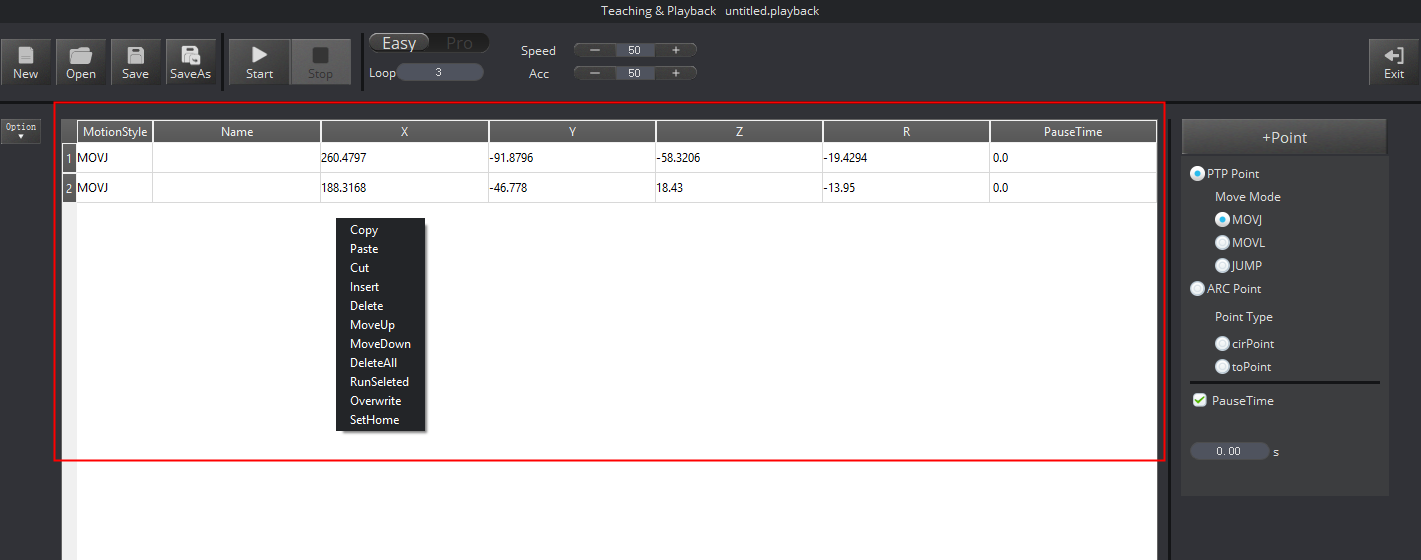 Teaching & Playback untitled.playback
New Open Save SaveAs Start Stop
Easy Pro
Loop 3
Speed − 50 +
Acc − 50 +
Exit
Option
MotionStyle Name X Y Z R PauseTime
1 MOVJ 260.4797 -91.8796 -58.3206 -19.4294 0.0
2 MOVJ 188.3168 -46.778 18.43 -13.95 0.0
Copy
Paste
Cut
Insert
Delete
MoveUp
MoveDown
DeleteAll
RunSeleted
Overwrite
SetHome
+Point
PTP Point
Move Mode
MOVJ
MOVL
JUMP
ARC Point
Point Type
cirPoint
toPoint
PauseTime
0.00 s